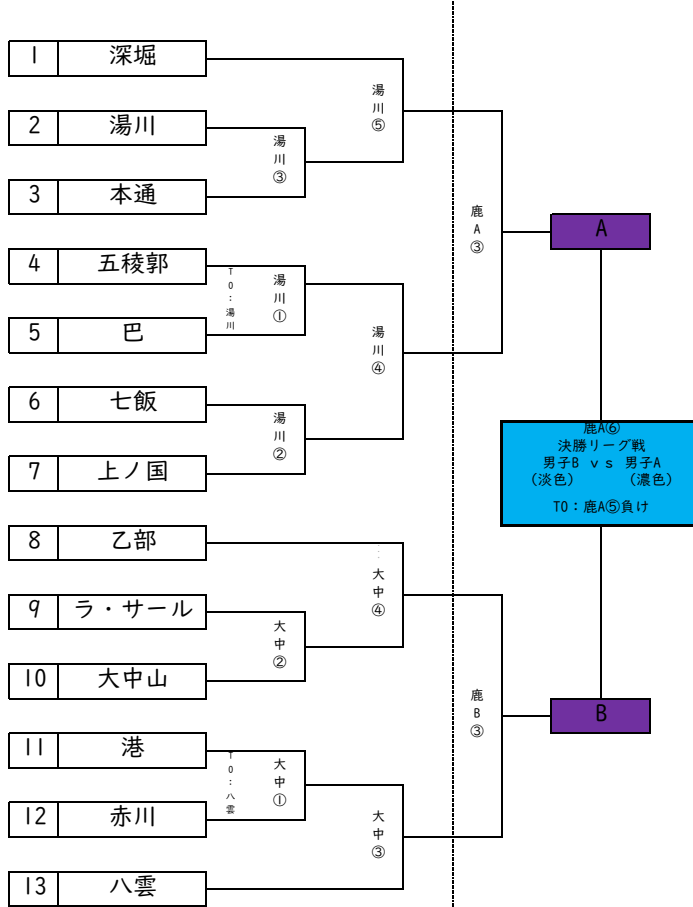 1 深堀
湯川⑤
2 湯川
湯川③
3 本通
鹿A③
A
4 五稜郭
TO：湯川
湯川①
5 巴
湯川④
6 七飯
湯川②
7 上ノ国
鹿A⑥
決勝リーグ戦
男子B vs 男子A
(淡色) (濃色)
TO：鹿A⑤負け
8 乙部
大中④
9 ラ・サール
大中②
10 大中山
鹿B③
B
11 港
TO：八雲
大中①
12 赤川
大中③
13 八雲